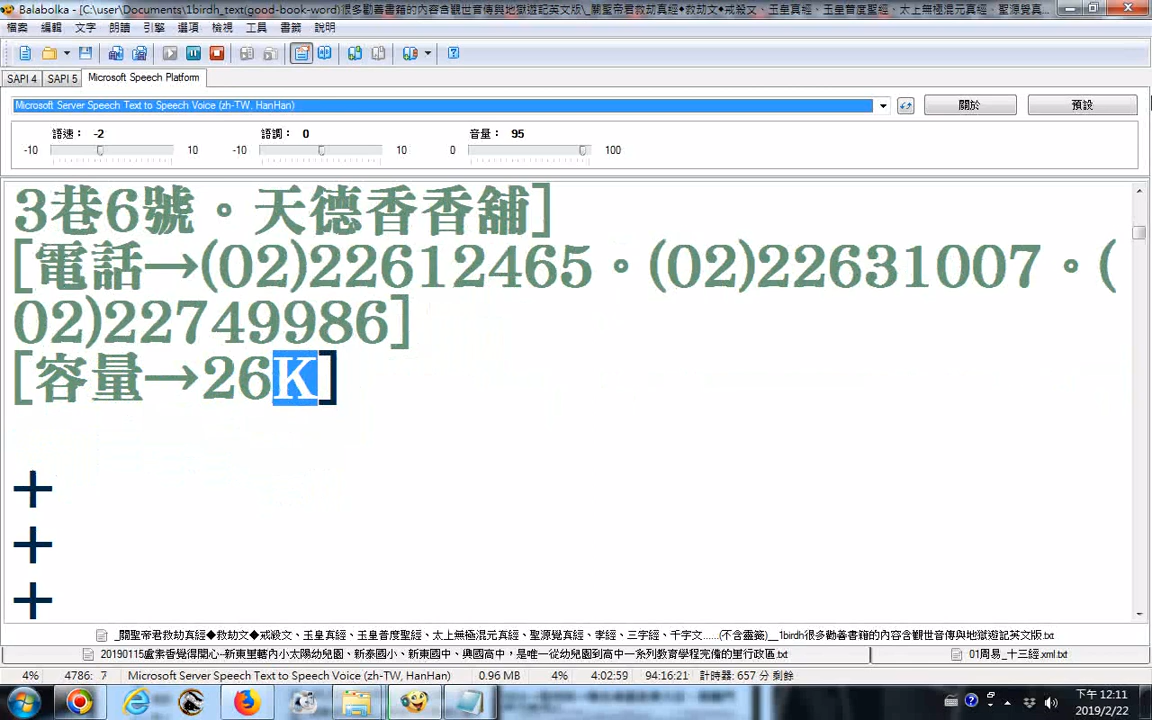 Balabolka - [C:\user\Documents\1birdh_text(good-book-word)很多勸善書籍的內容含觀世音傳與地獄遊記英文版\_關聖帝君救劫真經◆救劫文◆戒殺文、玉皇真經、玉皇普度聖經、太上無極混元真經、聖源覺真...
檔案 編輯 文字 朗讀 引擎 選項 檢視 工具 書籤 說明
SAPI 4 SAPI 5 Microsoft Speech Platform
Microsoft Server Speech Text to Speech Voice (zh-TW, HanHan) 關於 預設
語速： -2 語調： 0 音量： 95
-10 10 -10 10 0 100
3巷6號。天德香香舖]
[電話→(02)22612465。(02)22631007。(
02)22749986]
[容量→26K]
+
+
+
_關聖帝君救劫真經◆救劫文◆戒殺文、玉皇真經、玉皇普度聖經、太上無極混元真經、聖源覺真經、孝經、三字經、千字文......(不含靈籤)__1birdh很多勸善書籍的內容含觀世音傳與地獄遊記英文版.txt
20190115盧素香覺得開心--新東里轄內小太陽幼兒園、新泰國小、新東國中、興國高中，是唯一從幼兒園到高中一系列教育學程完備的里行政區.txt 01周易_十三經.xml.txt
4% 4786: 7 Microsoft Server Speech Text to Speech Voice (zh-TW, HanHan) 0.96 MB 4% 4:02:59 94:16:21 計時器: 657 分 剩餘
下午 12:11
2019/2/22